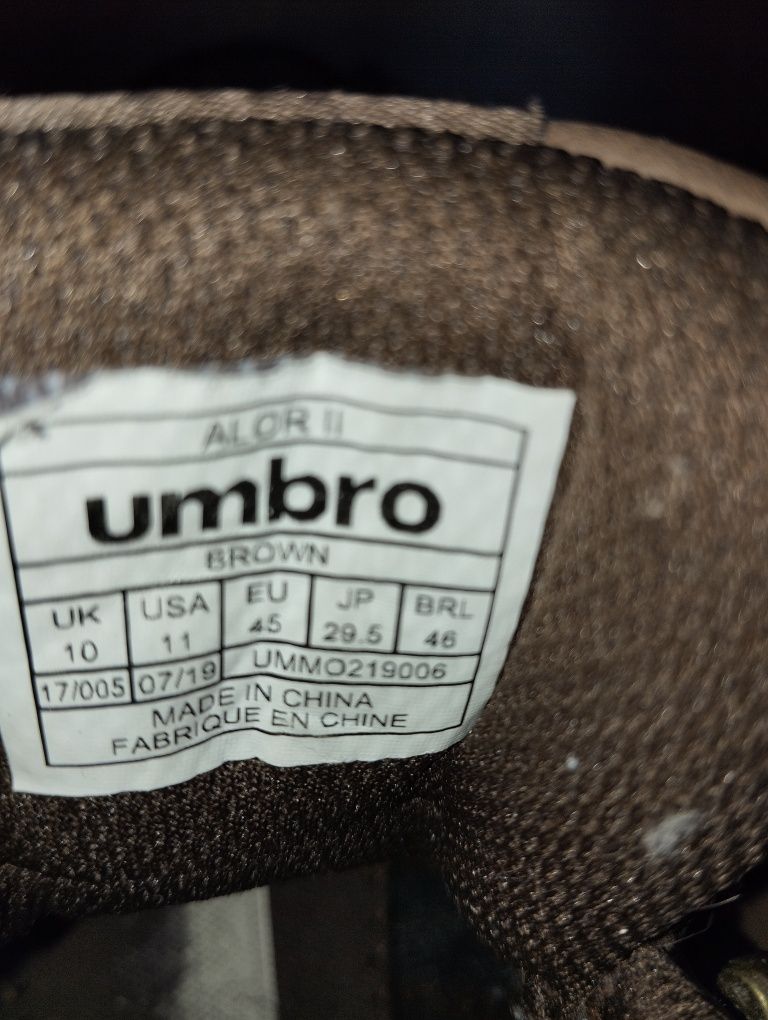 ALOR II
umbro
BROWN
UK USA EU JP BRL
10 11 45 29.5 46
17/005 07/19 UMMO219006
MADE IN CHINA
FABRIQUE EN CHINE